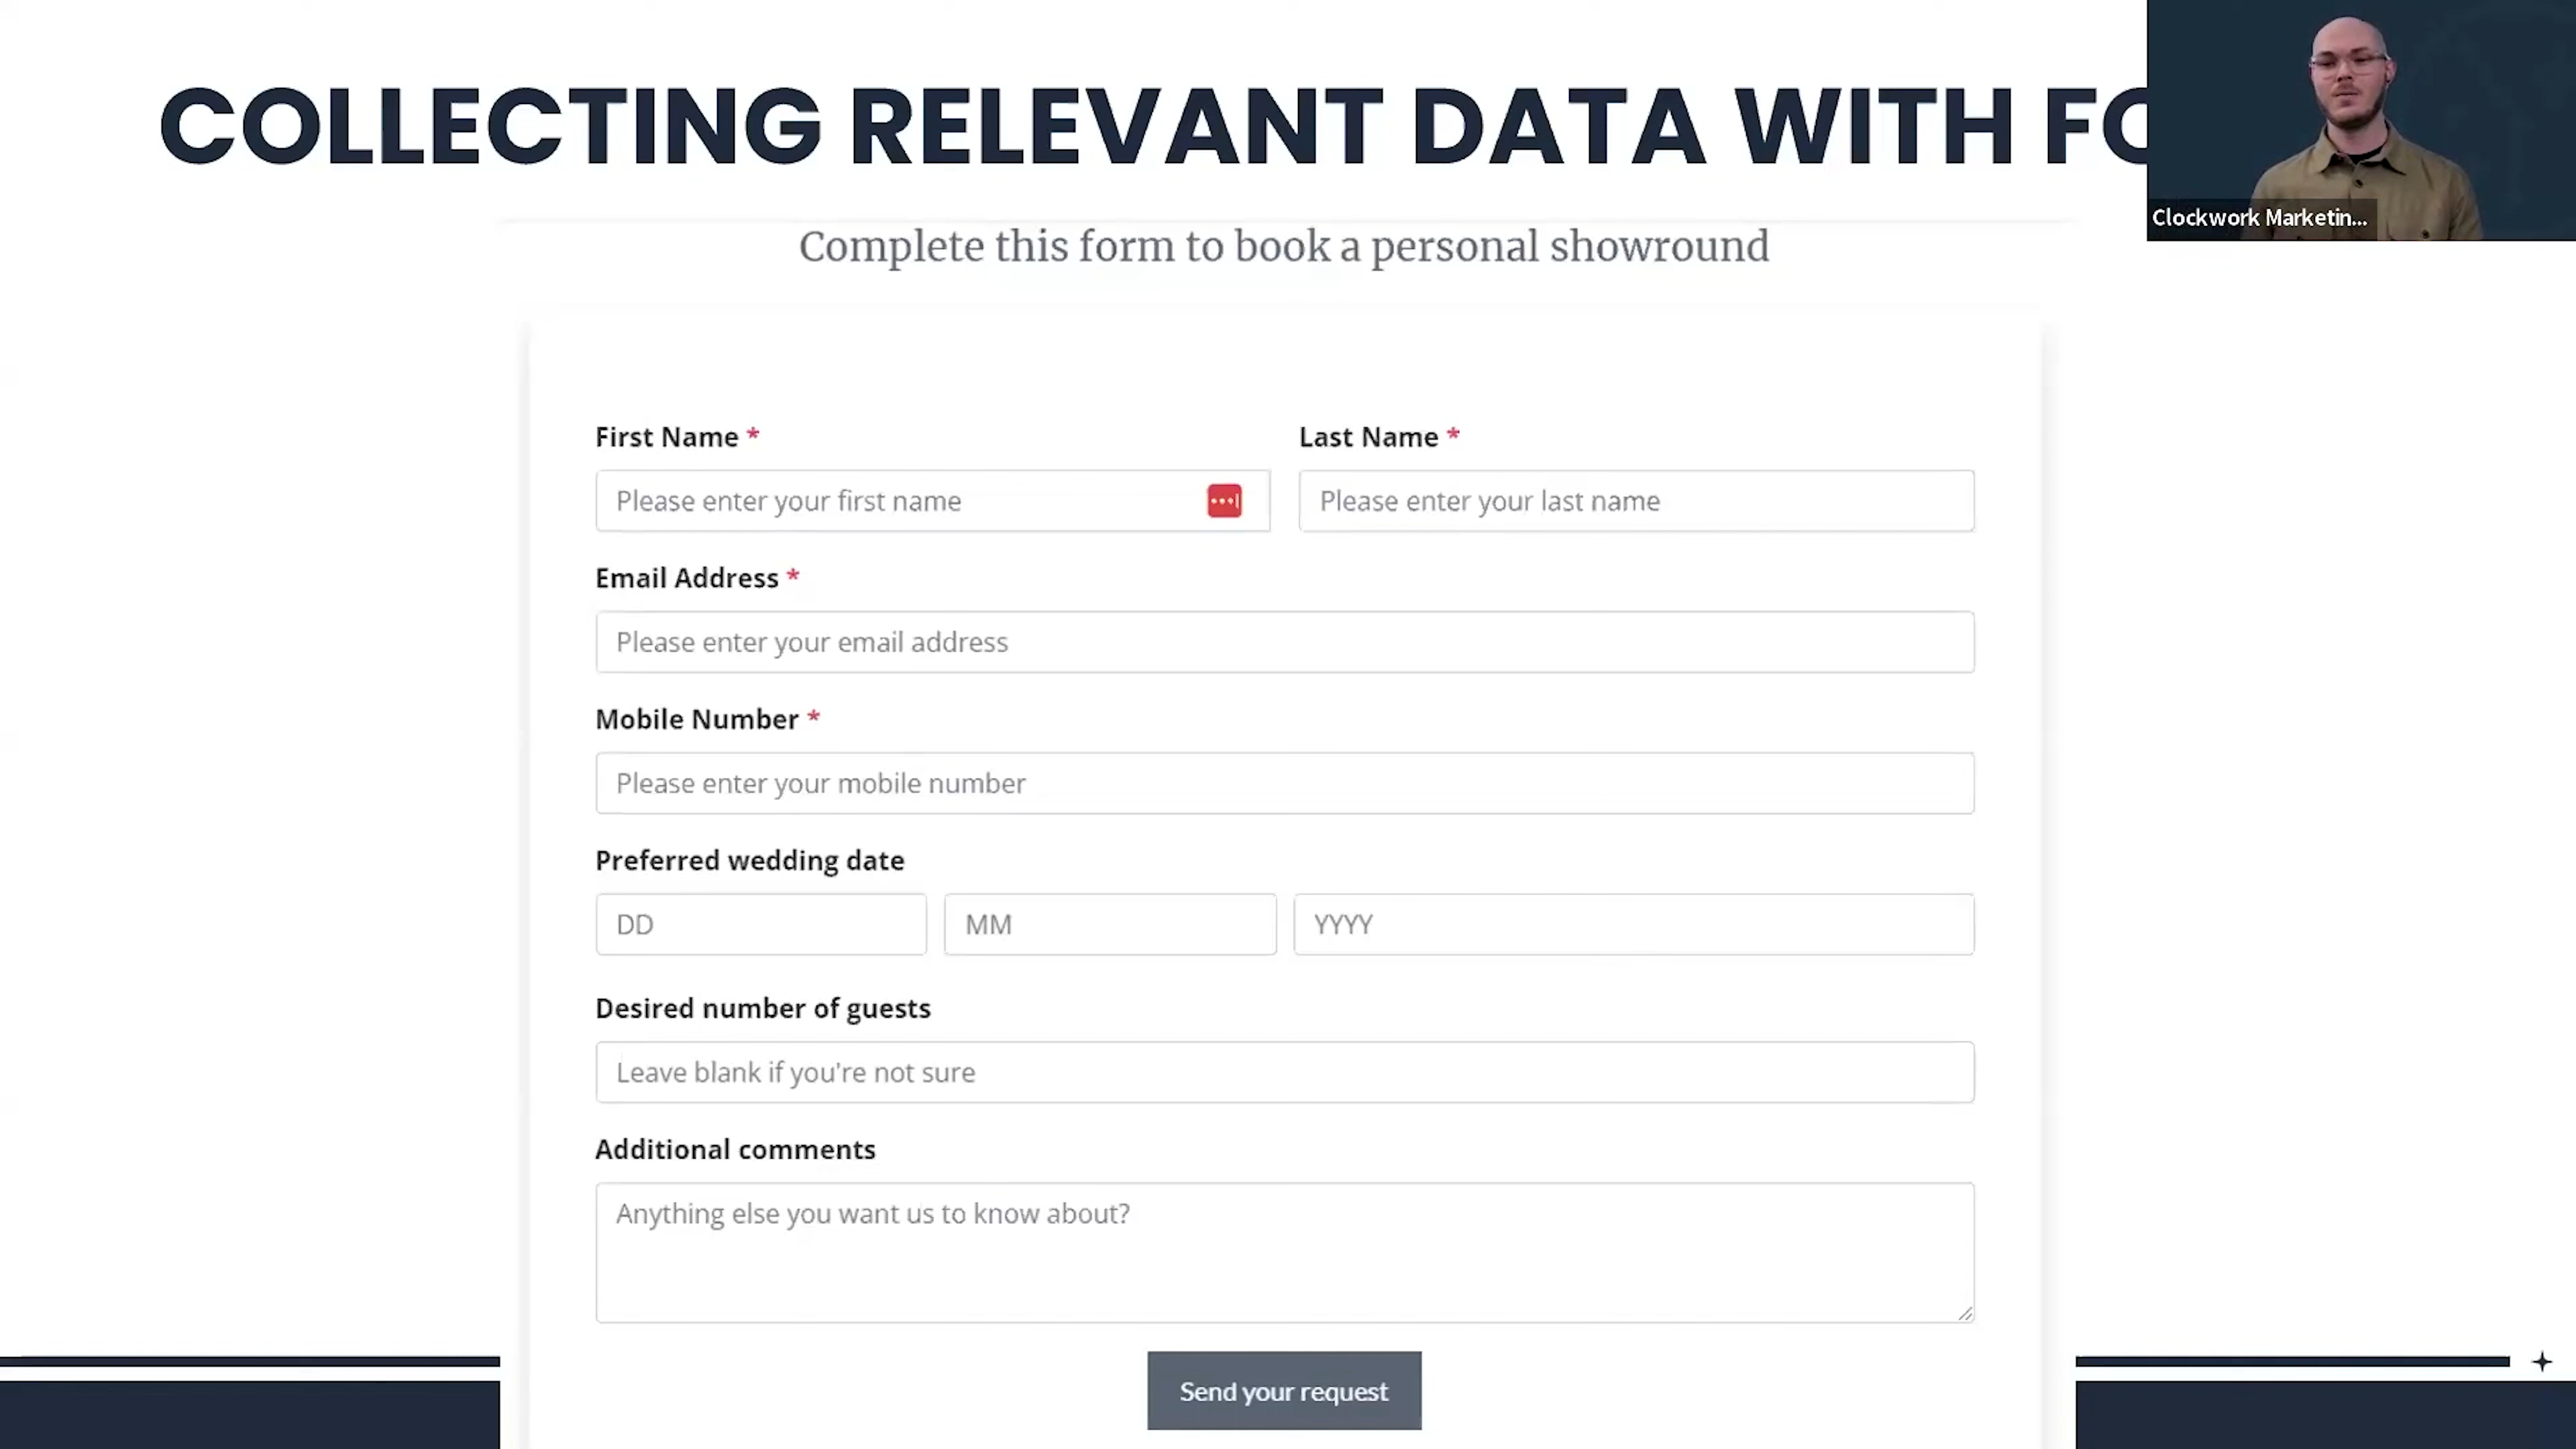 COLLECTING RELEVANT DATA WITH
Clockwork Marketin...
Complete this form to book a personal showround
First Name *
Last Name *
Please enter your first name
Please enter your last name
Email Address *
Please enter your email address
Mobile Number *
Please enter your mobile number
Preferred wedding date
DD
MM
YYYY
Desired number of guests
Leave blank if you're not sure
Additional comments
Anything else you want us to know about?
Send your request